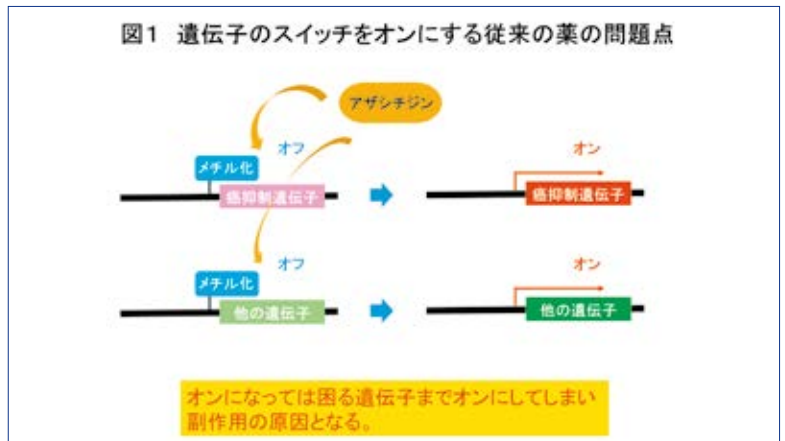 図1 遺伝子のスイッチをオンにする従来の薬の問題点
アザシチジン
オフ
オン
メチル化
癌抑制遺伝子
癌抑制遺伝子
オフ
オン
メチル化
他の遺伝子
他の遺伝子
オンになっては困る遺伝子までオンにしてしまい
副作用の原因となる。